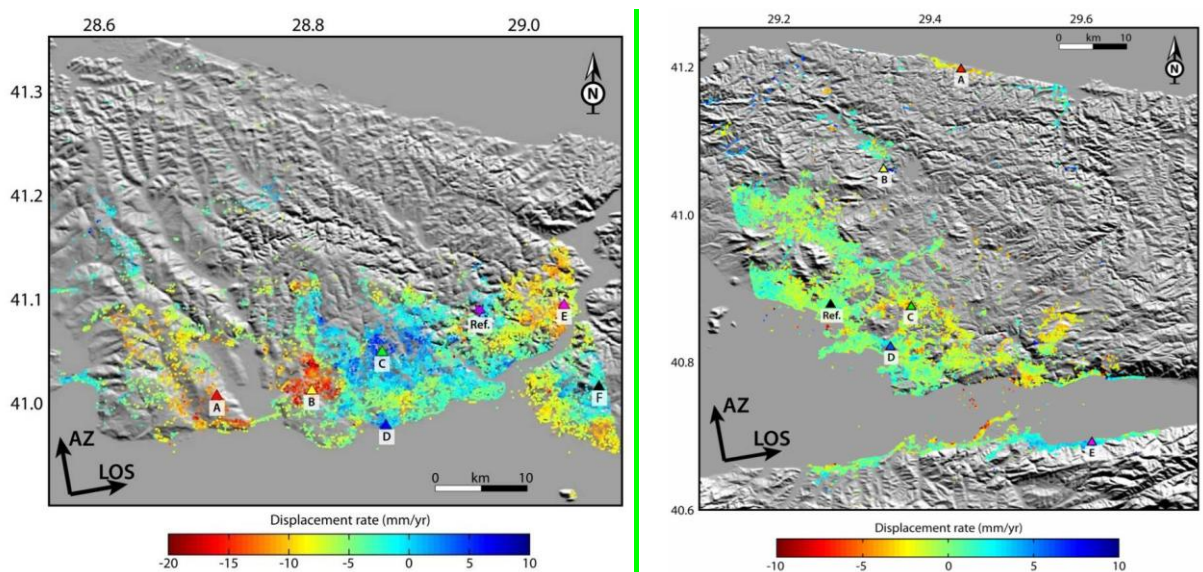 28.6 28.8 29.0
41.3
N
41.2
41.1
Ref.
E
C
F
41.0
A
B
D
AZ
LOS
0 km 10
Displacement rate (mm/yr)
-20 -15 -10 -5 0 5 10
29.2 29.4 29.6
0 km 10
41.2
A
N
B
41.0
Ref.
C
D
40.8
AZ
E
LOS
40.6
Displacement rate (mm/yr)
-10 -5 0 5 10